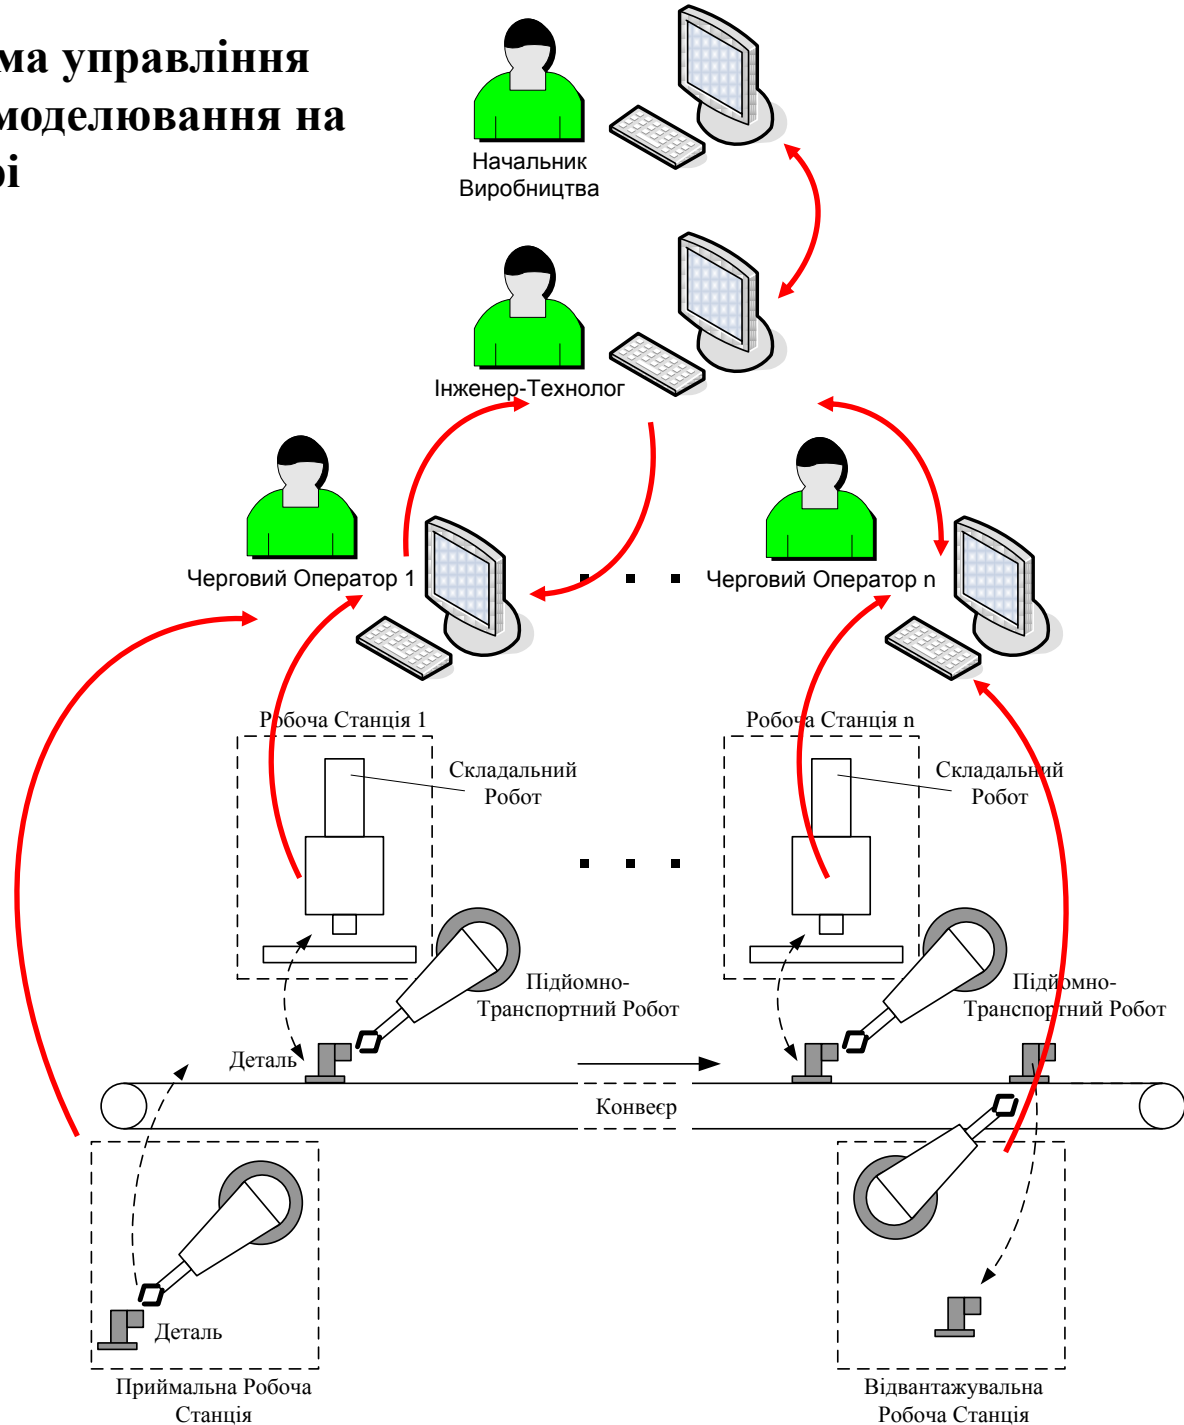 ма управління
моделювання на
рі
Начальник
Виробництва
Інженер-Технолог
Черговий Оператор 1
. . .
Черговий Оператор n
Робоча Станція 1
Робоча Станція n
Складальний
Робот
Складальний
Робот
. . .
Підйомно-
Транспортний Робот
Підйомно-
Транспортний Робот
Деталь
Конвеєр
Деталь
Приймальна Робоча
Станція
Відвантажувальна
Робоча Станція